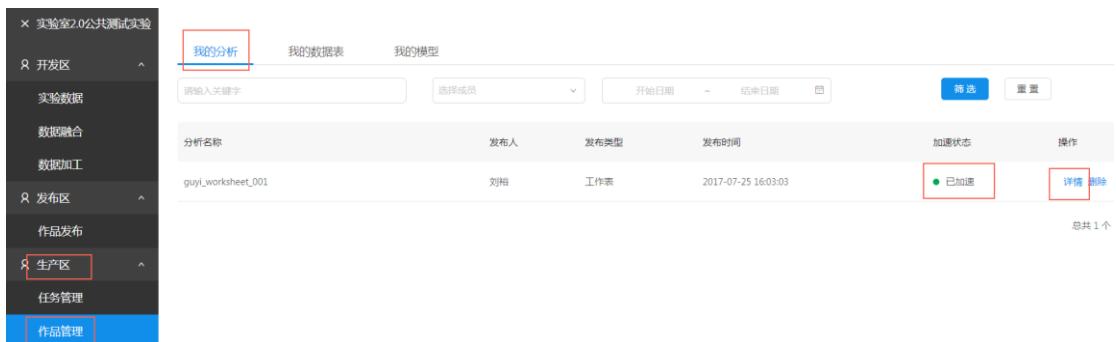 × 实验室2.0公共测试实验
开发区
实验数据
数据融合
数据加工
发布区
作品发布
生产区
任务管理
作品管理
我的分析 我的数据表 我的模型
请输入关键字 选择成员 开始日期 ~ 结束日期 筛选 重置
分析名称 发布人 发布类型 发布时间 加速状态 操作
guyi_worksheet_001 刘裕 工作表 2017-07-25 16:03:03 已加速 详情 删除
总共 1 个